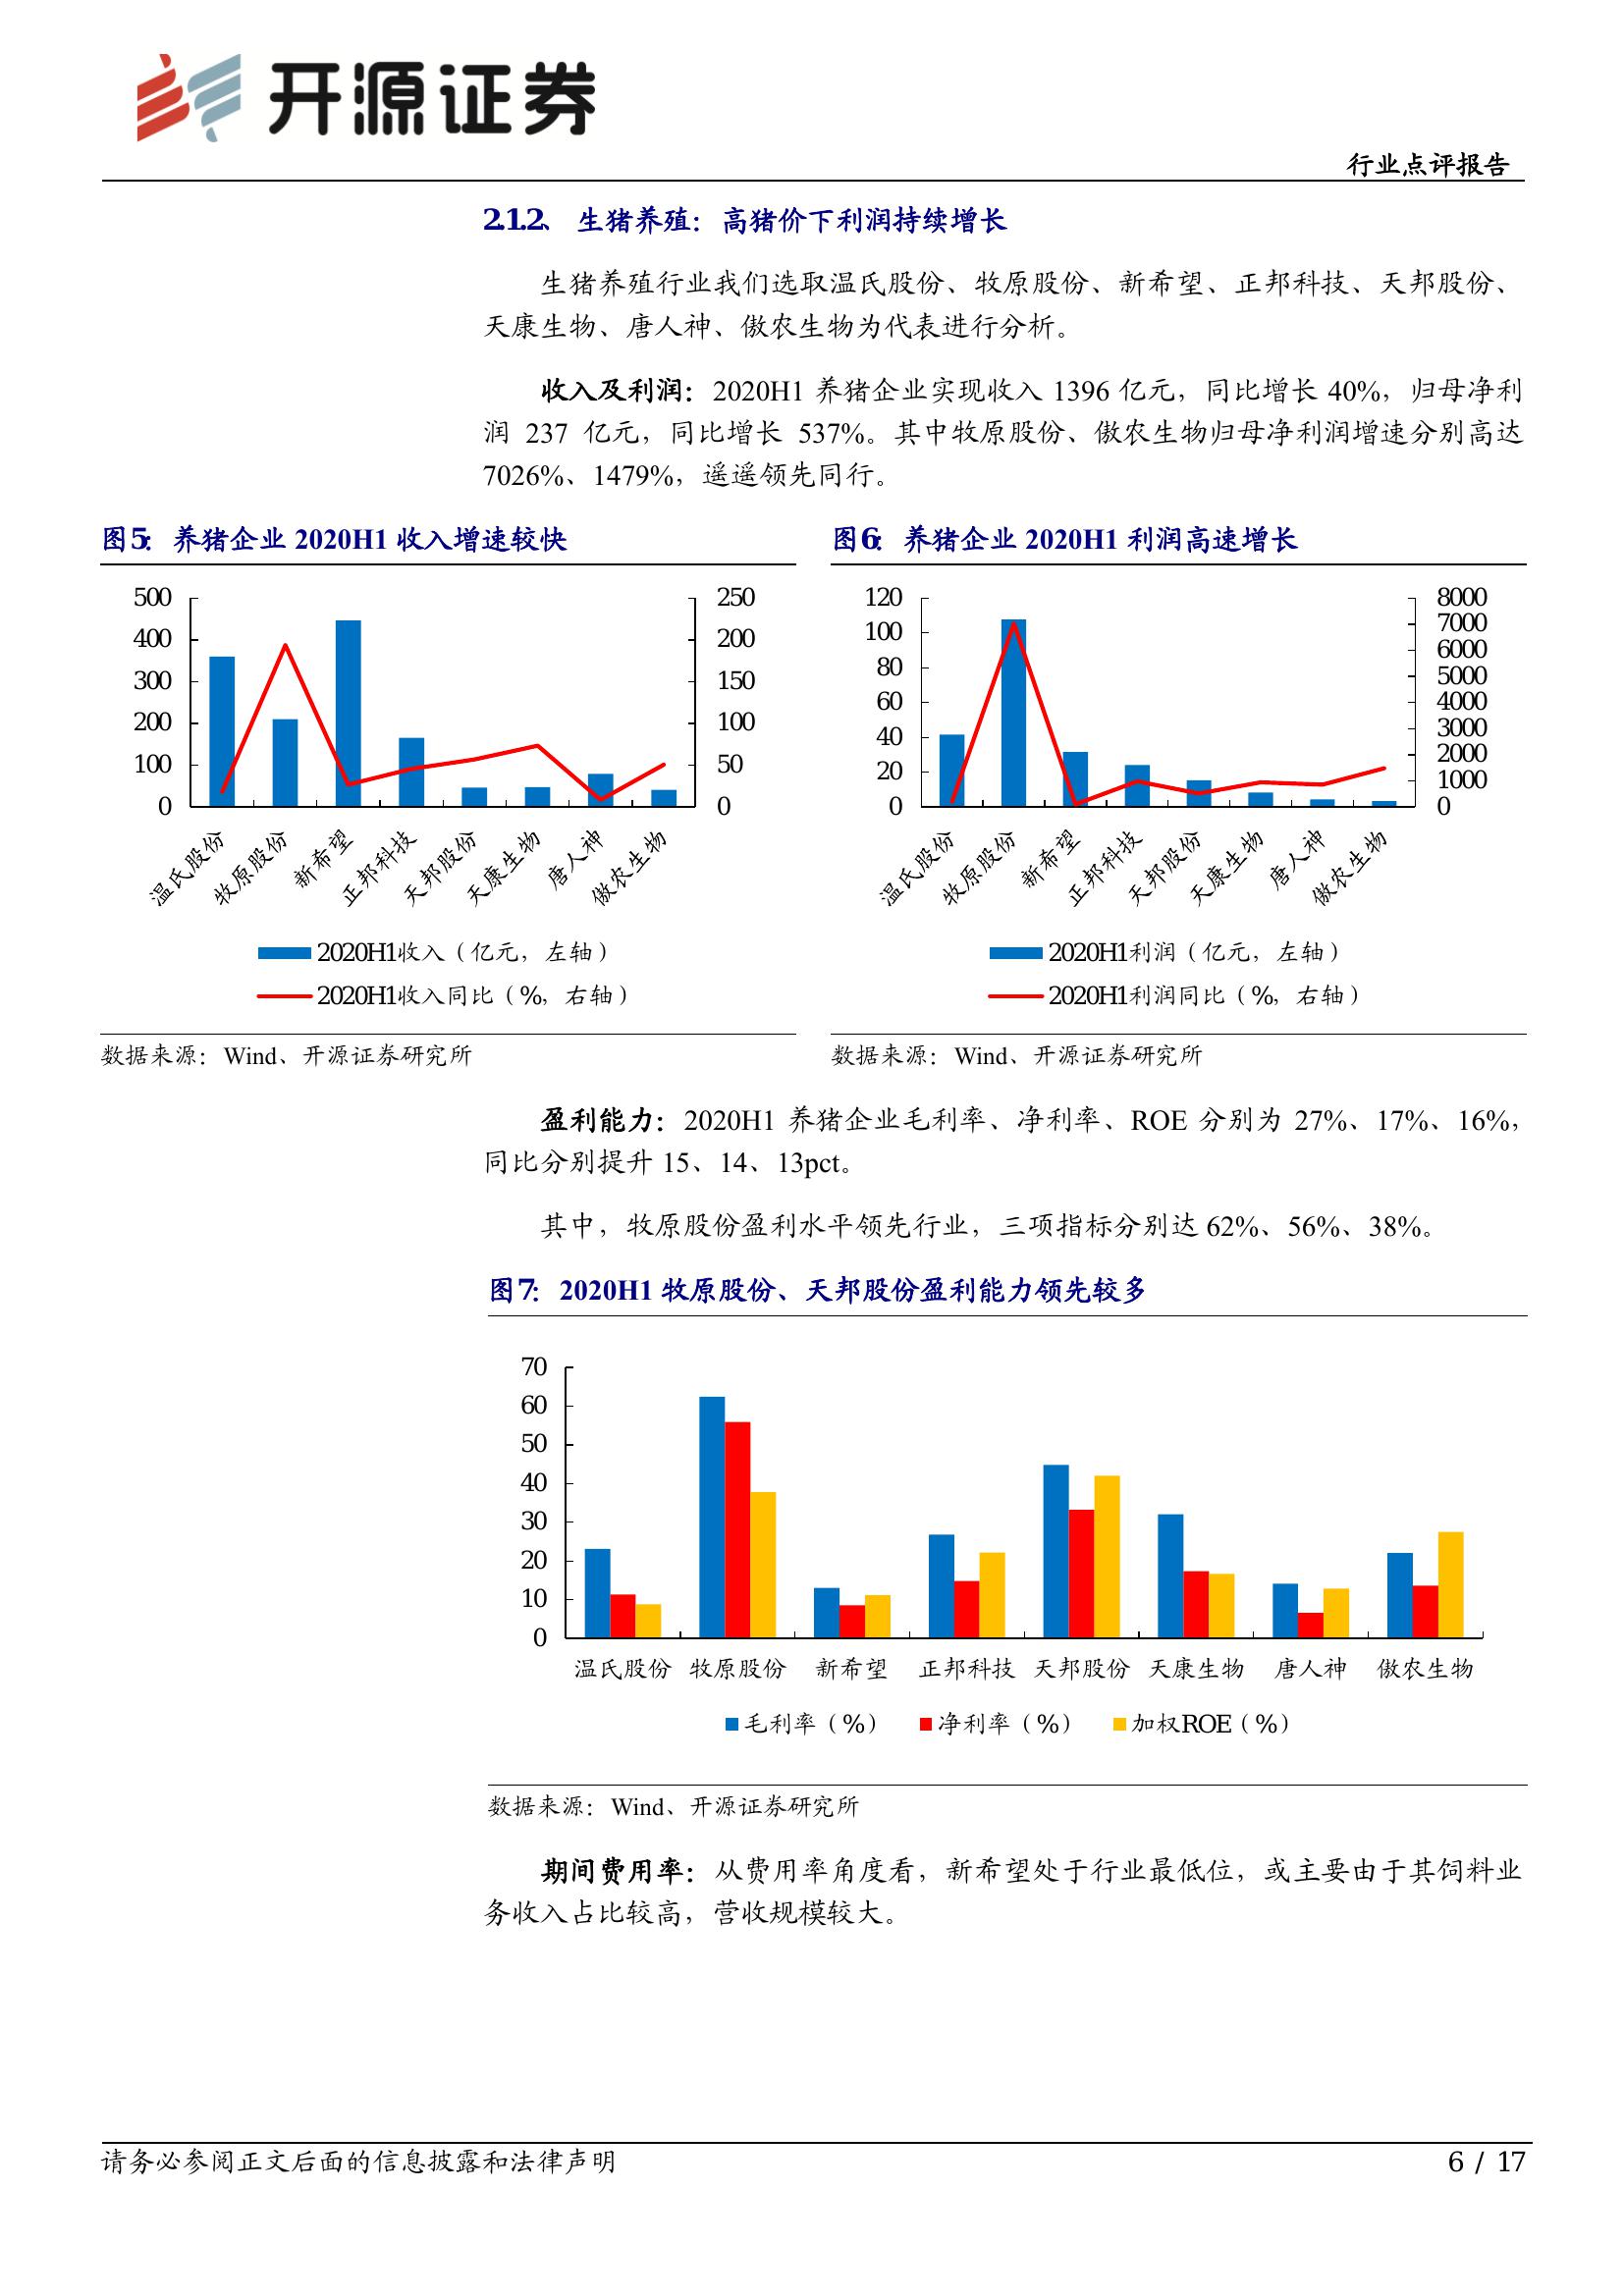 开源证券
行业点评报告
2.1.2、 生猪养殖：高猪价下利润持续增长
生猪养殖行业我们选取温氏股份、牧原股份、新希望、正邦科技、天邦股份、
天康生物、唐人神、傲农生物为代表进行分析。
收入及利润：2020H1 养猪企业实现收入 1396 亿元，同比增长 40%，归母净利
润 237 亿元，同比增长 537%。其中牧原股份、傲农生物归母净利润增速分别高达
7026%、1479%，遥遥领先同行。
图5：养猪企业 2020H1 收入增速较快
500
400
300
200
100
0
250
200
150
100
50
0
温氏股份
牧原股份
新希望
正邦科技
天邦股份
天康生物
唐人神
傲农生物
2020H1收入（亿元，左轴）
2020H1收入同比（%，右轴）
数据来源：Wind、开源证券研究所
图6：养猪企业 2020H1 利润高速增长
120
100
80
60
40
20
0
8000
7000
6000
5000
4000
3000
2000
1000
0
温氏股份
牧原股份
新希望
正邦科技
天邦股份
天康生物
唐人神
傲农生物
2020H1利润（亿元，左轴）
2020H1利润同比（%，右轴）
数据来源：Wind、开源证券研究所
盈利能力：2020H1 养猪企业毛利率、净利率、ROE 分别为 27%、17%、16%，
同比分别提升 15、14、13pct。
其中，牧原股份盈利水平领先行业，三项指标分别达 62%、56%、38%。
图7：2020H1 牧原股份、天邦股份盈利能力领先较多
70
60
50
40
30
20
10
0
温氏股份 牧原股份 新希望 正邦科技 天邦股份 天康生物 唐人神 傲农生物
毛利率（%） 净利率（%） 加权ROE（%）
数据来源：Wind、开源证券研究所
期间费用率：从费用率角度看，新希望处于行业最低位，或主要由于其饲料业
务收入占比较高，营收规模较大。
请务必参阅正文后面的信息披露和法律声明
6 / 17